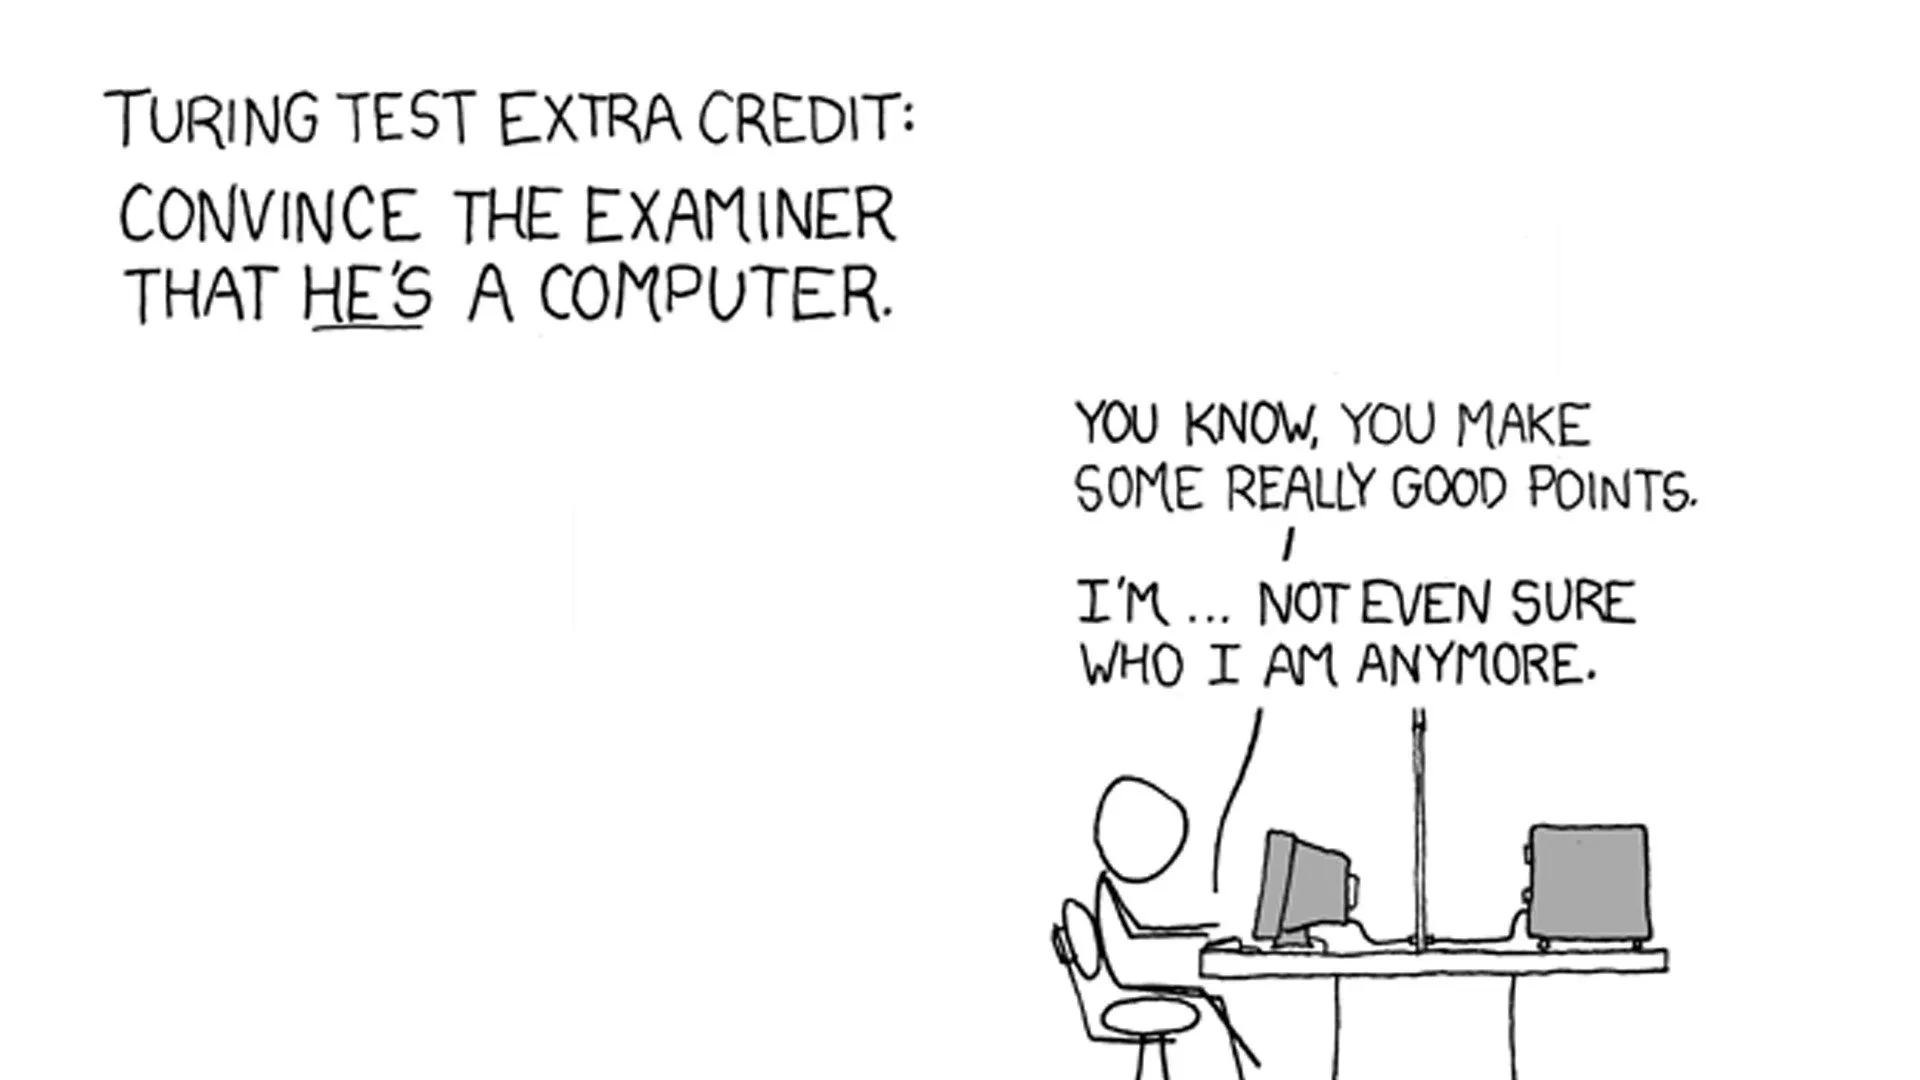 TURING TEST EXTRA CREDIT:
CONVINCE THE EXAMINER
THAT HE'S A COMPUTER.
YOU KNOW, YOU MAKE
SOME REALLY GOOD POINTS.
I'M ... NOT EVEN SURE
WHO I AM ANYMORE.